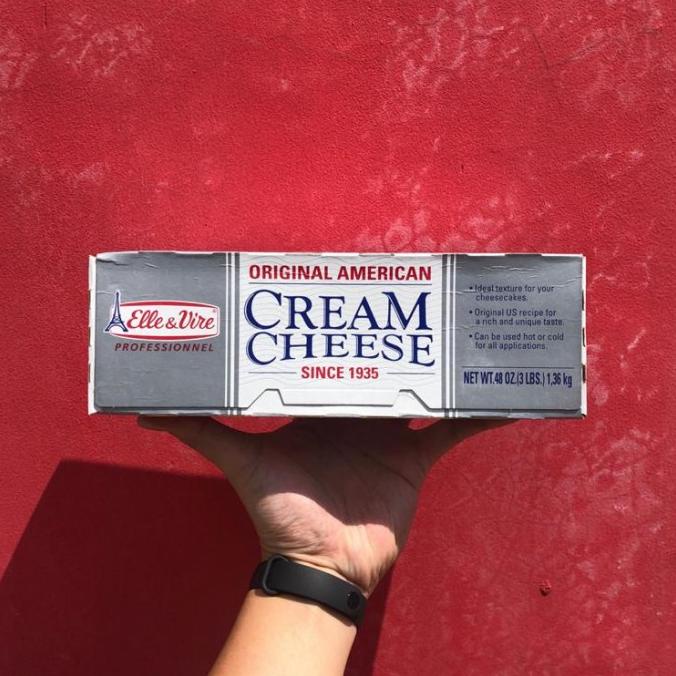 Elle & Vire®
PROFESSIONNEL
ORIGINAL AMERICAN
CREAM
CHEESE
SINCE 1935
• Ideal texture for your
cheesecakes.
• Original US recipe for
a rich and unique taste.
• Can be used hot or cold
for all applications.
NET WT.48 OZ.(3 LBS.) 1,36 kg